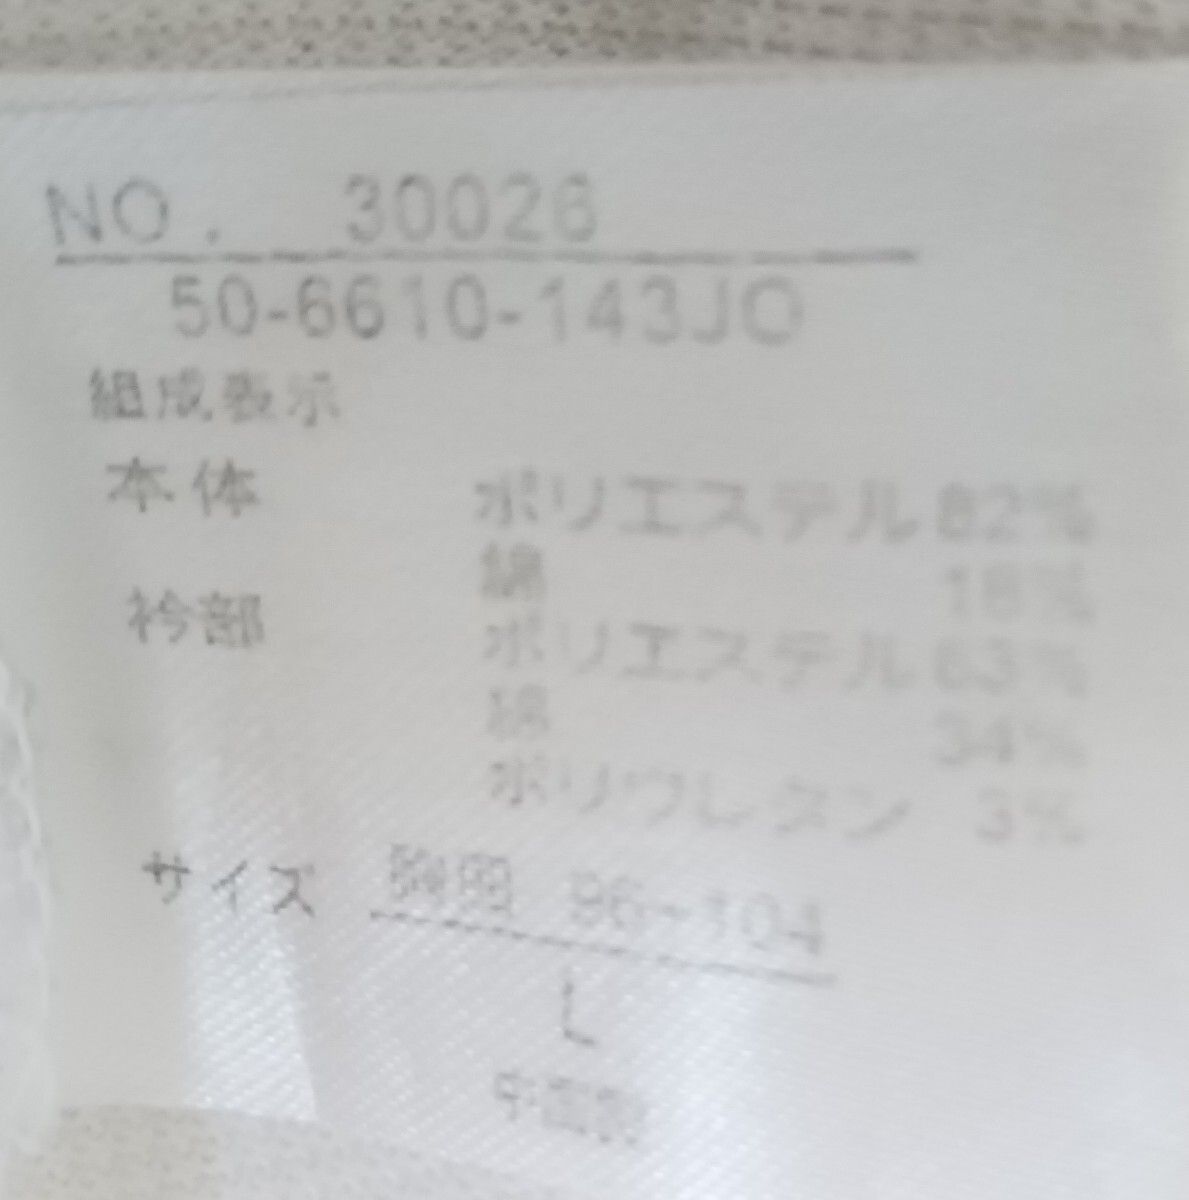 NO. 30026
50-6610-143JO
組成表示
本体 ポリエステル82%
綿 18%
衿部 ポリエステル63%
綿 34%
ポリウレタン 3%
サイズ 胸囲 96~104
L
中国製